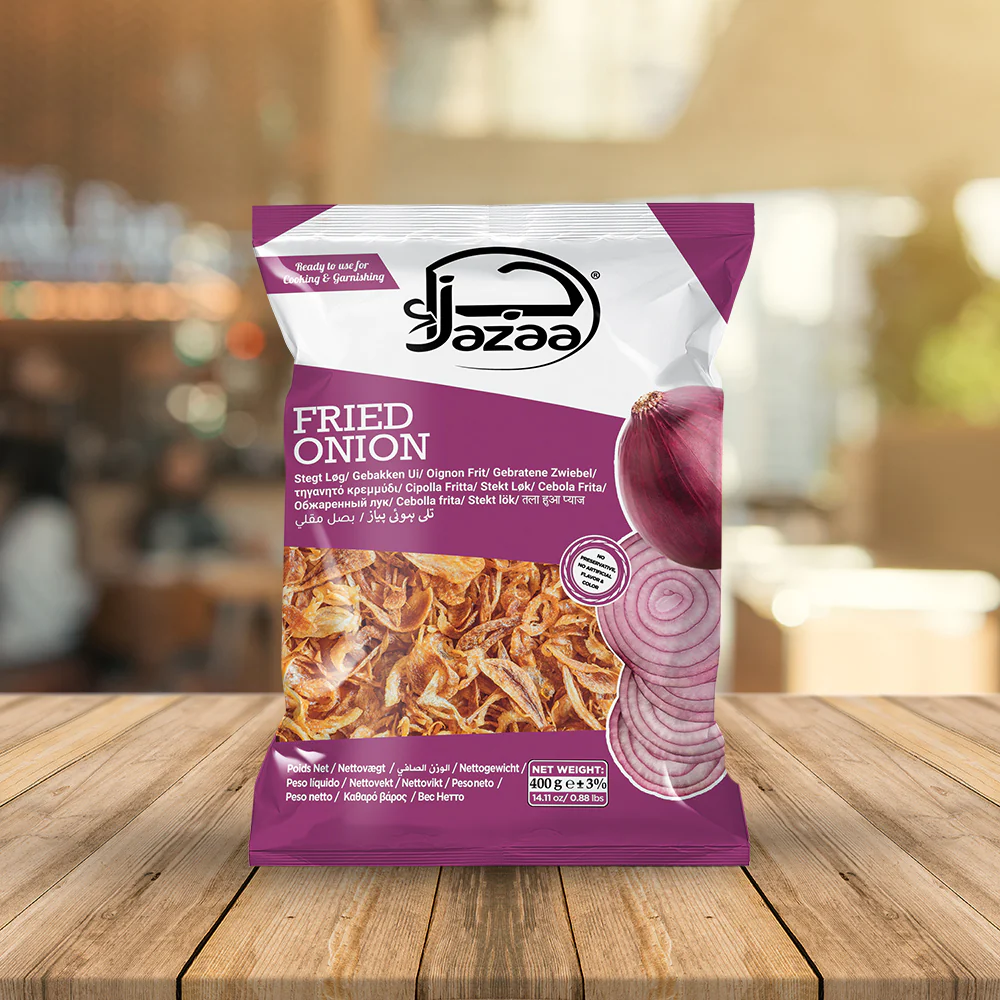 Ready to use for
Cooking & Garnishing
جزا
®
Jazaa
FRIED
ONION
Stegt Løg/ Gebakken Ui/ Oignon Frit/ Gebratene Zwiebel/
τηγανητό κρεμμύδι/ Cipolla Fritta/ Stekt Løk/ Cebola Frita/
Обжаренный лук/ Cebolla frita/ Stekt lök/ तला हुआ प्याज
تلی ہوئی پیاز / بصل مقلي
NO
PRESERVATIVE,
NO ARTIFICIAL
FLAVOR &
COLOR
Poids Net / Nettovægt / الوزن الصافي / Nettogewicht /
Peso líquido / Nettovekt / Nettovikt / Pesoneto /
Peso netto / Καθαρό βάρος / Вес Нетто
NET WEIGHT:
400 g e±3%
14.11 oz/ 0.88 lbs